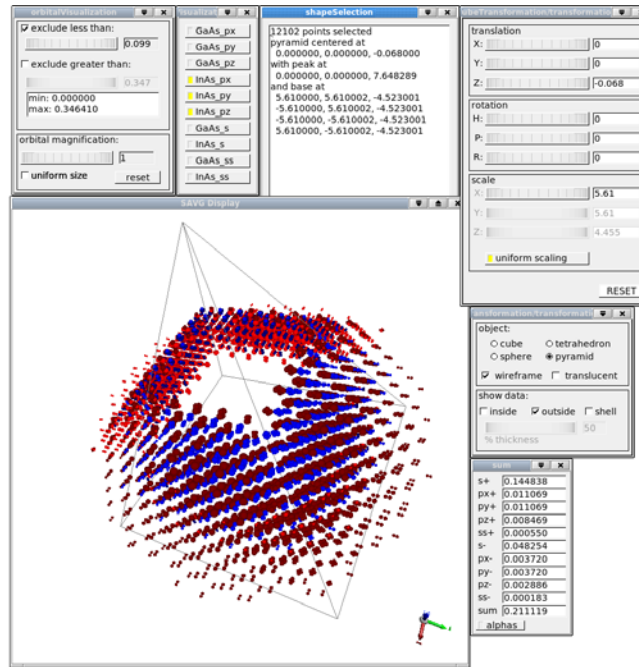 orbitalVisualization
exclude less than:
0.099
exclude greater than:
0.347
min: 0.000000
max: 0.346410
orbital magnification:
1
uniform size
reset
GaAs_px
GaAs_py
GaAs_pz
InAs_px
InAs_py
InAs_pz
GaAs_s
InAs_s
GaAs_ss
InAs_ss
shapeSelection
12102 points selected
pyramid centered at
0.000000, 0.000000, -0.068000
with peak at
0.000000, 0.000000, 7.648289
and base at
5.610000, 5.610002, -4.523001
-5.610000, 5.610002, -4.523001
-5.610000, -5.610002, -4.523001
5.610000, -5.610002, -4.523001
translation
X: 0
Y: 0
Z: -0.068
rotation
H: 0
P: 0
R: 0
scale
X: 5.61
Y: 5.61
Z: 4.455
uniform scaling
RESET
SAVG Display
object:
cube
tetrahedron
sphere
pyramid
wireframe
translucent
show data:
inside
outside
shell
50
% thickness
sum
s+ 0.144838
px+ 0.011069
py+ 0.011069
pz+ 0.008469
ss+ 0.000550
s- 0.048254
px- 0.003720
py- 0.003720
pz- 0.002886
ss- 0.000183
sum 0.211119
alphas